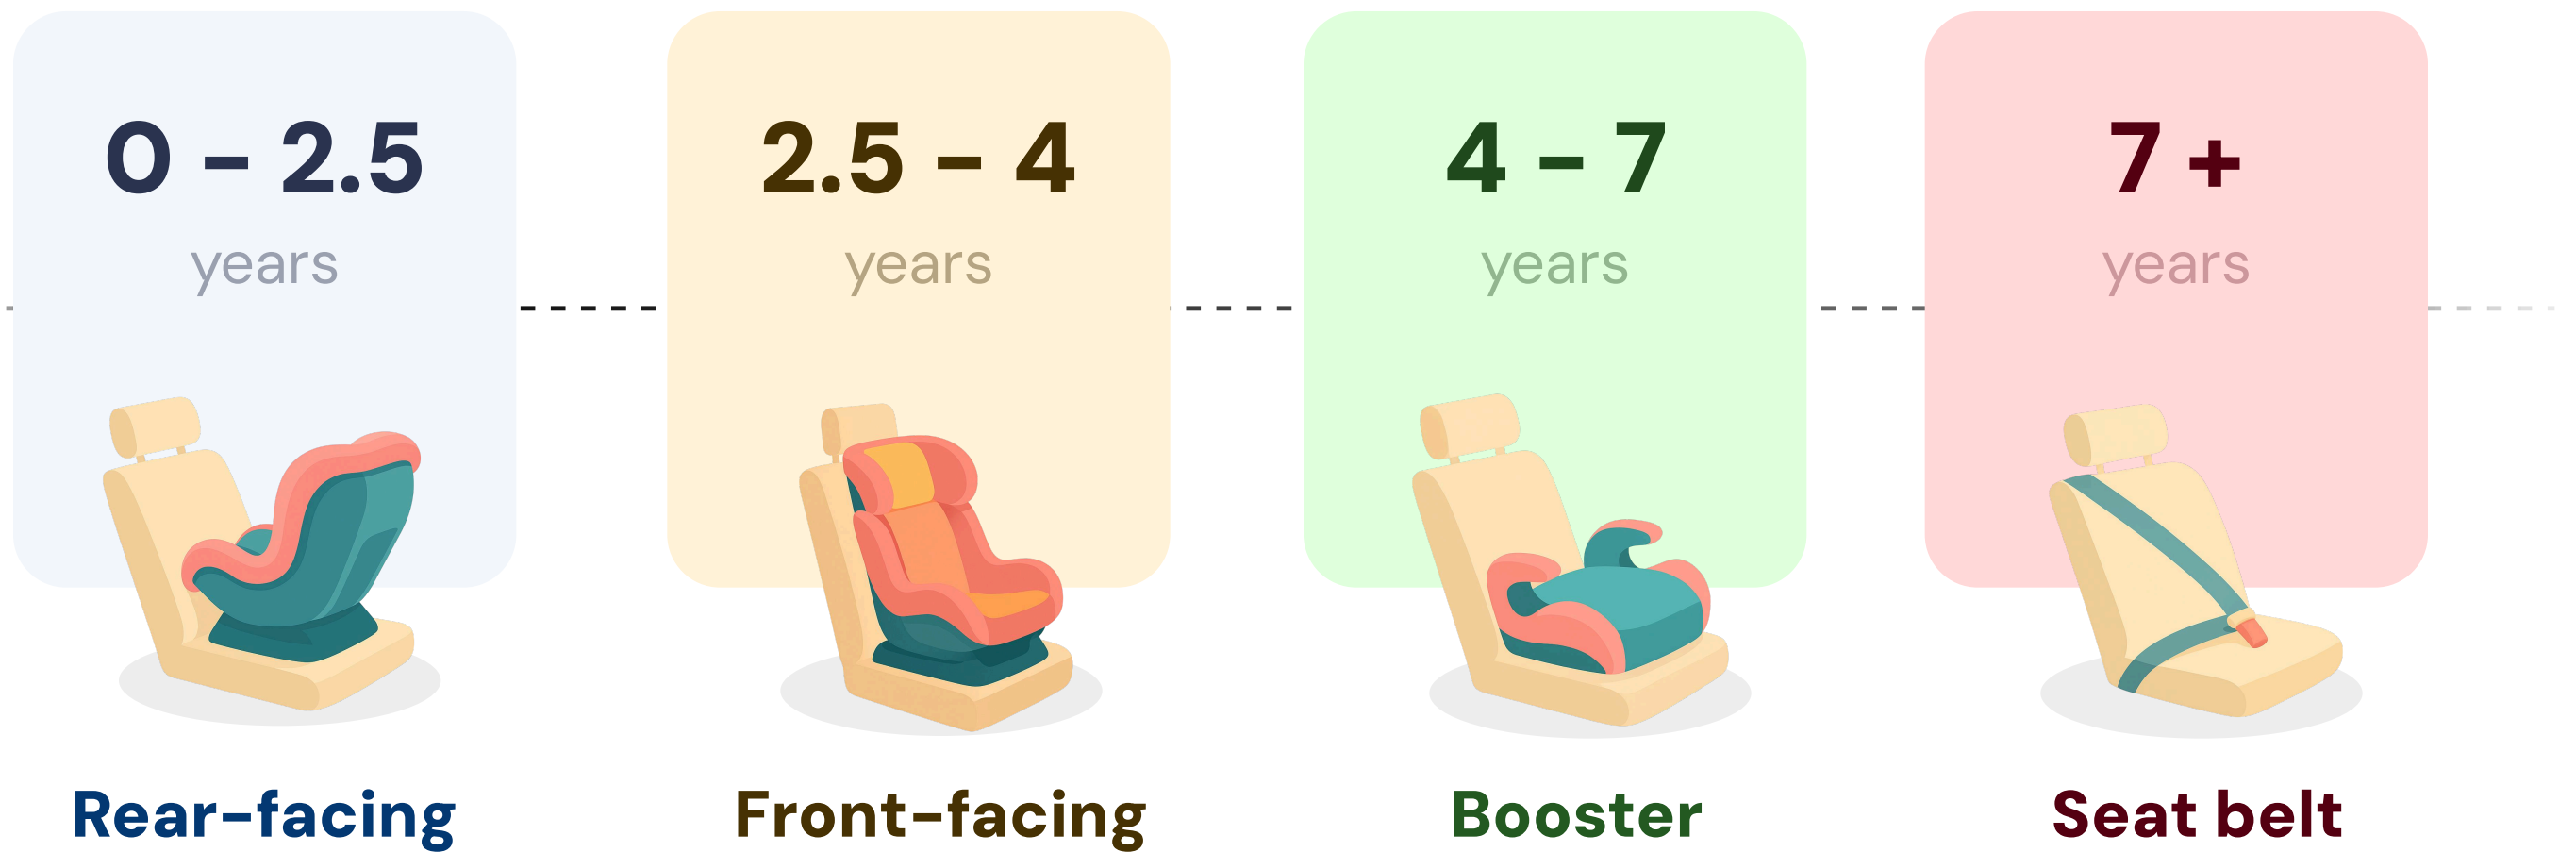 0 – 2.5
years
Rear-facing
2.5 – 4
years
Front-facing
4 – 7
years
Booster
7 +
years
Seat belt